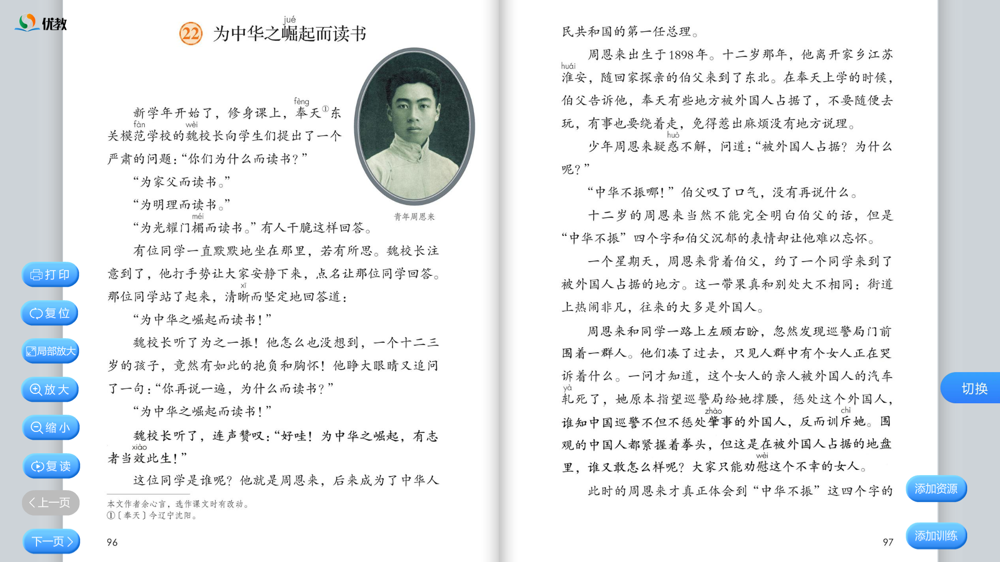 优教
jué
22 为中华之崛起而读书
fèng
新学年开始了，修身课上，奉天①东
fàn wèi
关模范学校的魏校长向学生们提出了一个
严肃的问题：“你们为什么而读书？”
“为家父而读书。”
“为明理而读书。”
méi
“为光耀门楣而读书。”有人干脆这样回答。
青年周恩来
有位同学一直默默地坐在那里，若有所思。魏校长注
意到了，他打手势让大家安静下来，点名让那位同学回答。
xī
那位同学站了起来，清晰而坚定地回答道：
“为中华之崛起而读书！”
魏校长听了为之一振！他怎么也没想到，一个十二三
岁的孩子，竟然有如此的抱负和胸怀！他睁大眼睛又追问
了一句：“你再说一遍，为什么而读书？”
“为中华之崛起而读书！”
魏校长听了，连声赞叹：“好哇！为中华之崛起，有志
xiào
者当效此生！”
这位同学是谁呢？他就是周恩来，后来成为了中华人
本文作者余心言，选作课文时有改动。
①〔奉天〕今辽宁沈阳。
96
民共和国的第一任总理。
周恩来出生于1898年。十二岁那年，他离开家乡江苏
huái
淮安，随回家探亲的伯父来到了东北。在奉天上学的时候，
伯父告诉他，奉天有些地方被外国人占据了，不要随便去
玩，有事也要绕着走，免得惹出麻烦没有地方说理。
huò
少年周恩来疑惑不解，问道：“被外国人占据？为什么
呢？”
“中华不振哪！”伯父叹了口气，没有再说什么。
十二岁的周恩来当然不能完全明白伯父的话，但是
“中华不振”四个字和伯父沉郁的表情却让他难以忘怀。
一个星期天，周恩来背着伯父，约了一个同学来到了
被外国人占据的地方。这一带果真和别处大不相同：街道
上热闹非凡，往来的大多是外国人。
周恩来和同学一路上左顾右盼，忽然发现巡警局门前
围着一群人。他们凑了过去，只见人群中有个女人正在哭
诉着什么。一问才知道，这个女人的亲人被外国人的汽车
yà
轧死了，她原本指望巡警局给她撑腰，惩处这个外国人，
zhào chì
谁知中国巡警不但不惩处肇事的外国人，反而训斥她。围
观的中国人都紧握着拳头，但这是在被外国人占据的地盘
wèi
里，谁又敢怎么样呢？大家只能劝慰这个不幸的女人。
此时的周恩来才真正体会到“中华不振”这四个字的
97
打印
复位
局部放大
放大
缩小
复读
上一页
下一页
切换
添加资源
添加训练